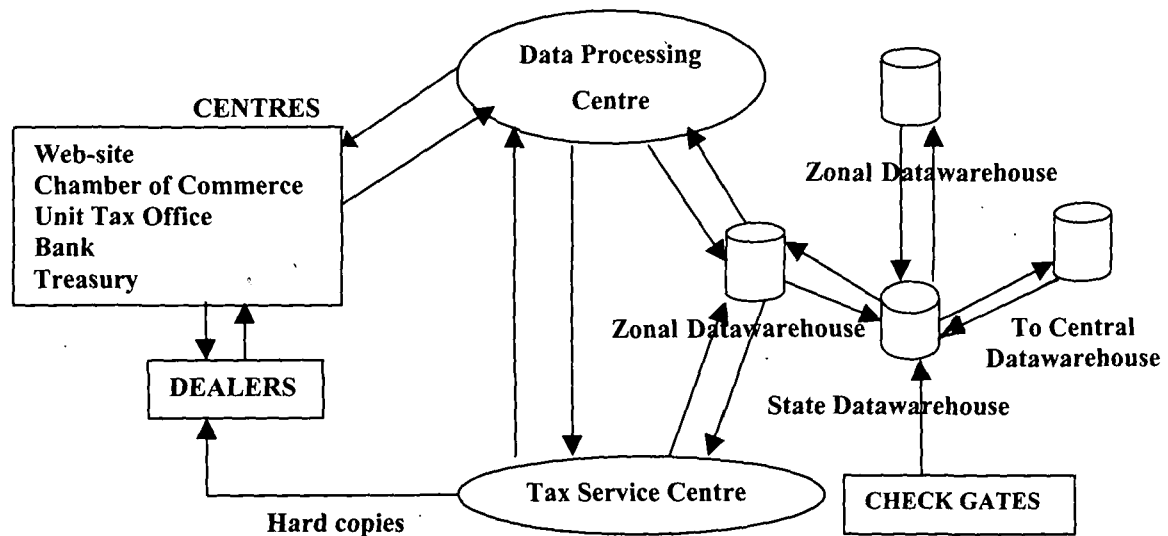 Data Processing
Centre
CENTRES
Web-site
Chamber of Commerce
Unit Tax Office
Bank
Treasury
Zonal Datawarehouse
Zonal Datawarehouse
To Central
Datawarehouse
DEALERS
State Datawarehouse
Tax Service Centre
CHECK GATES
Hard copies